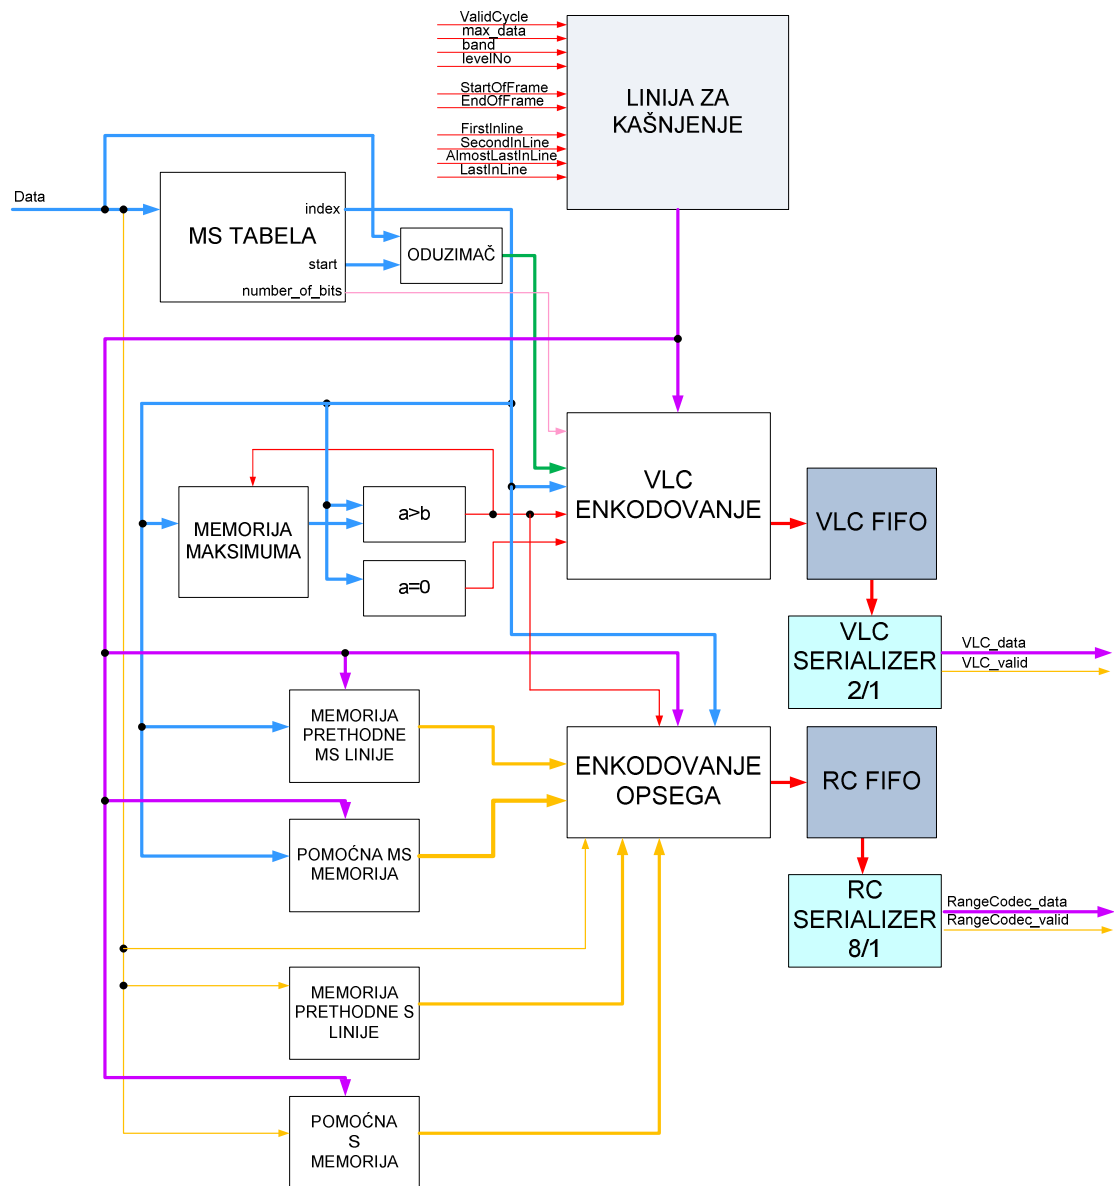 ValidCycle
max_data
band
levelNo
StartOfFrame
EndOfFrame
FirstInline
SecondInLine
AlmostLastInLine
LastInLine
LINIJA ZA
KAŠNJENJE
Data
MS TABELA
index
start
number_of_bits
ODUZIMAČ
MEMORIJA
MAKSIMUMA
a>b
a=0
VLC
ENKODOVANJE
VLC FIFO
VLC
SERIALIZER
2/1
VLC_data
VLC_valid
MEMORIJA
PRETHODNE
MS LINIJE
ENKODOVANJE
OPSEGA
RC FIFO
POMOĆNA MS
MEMORIJA
RC
SERIALIZER
8/1
RangeCodec_data
RangeCodec_valid
MEMORIJA
PRETHODNE S
LINIJE
POMOĆNA
S
MEMORIJA